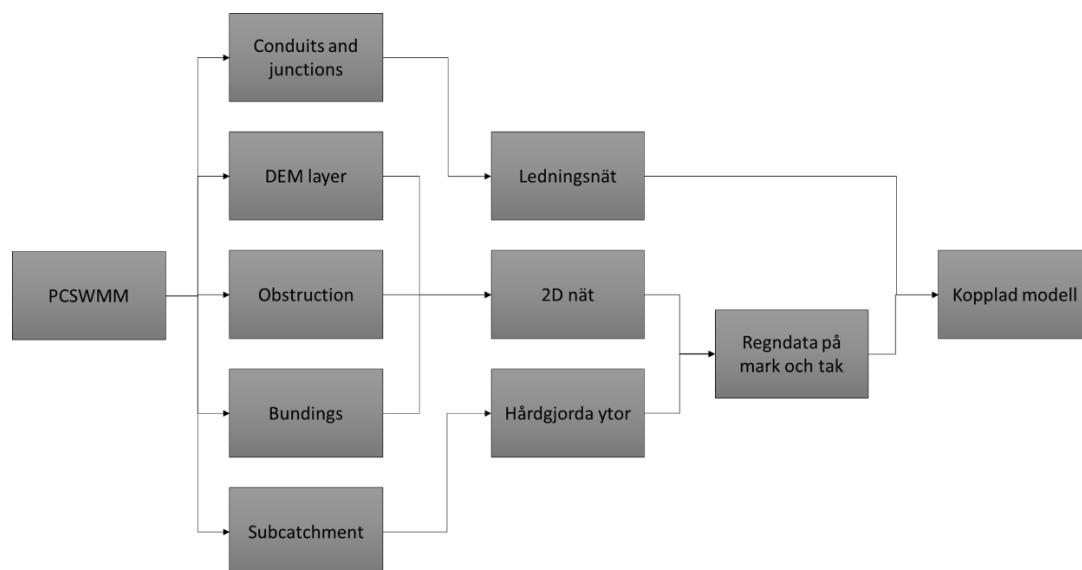 Conduits and
junctions
DEM layer
Ledningsnät
PCSWMM
Obstruction
2D nät
Kopplad modell
Regndata på
mark och tak
Bundings
Hårdgjorda ytor
Subcatchment